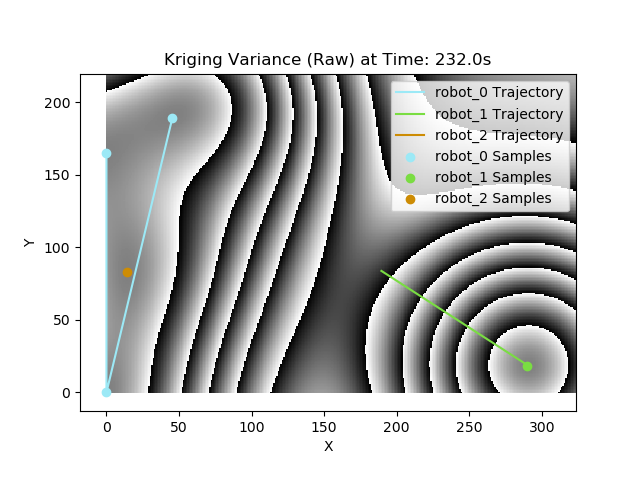 Kriging Variance (Raw) at Time: 232.0s
robot_0 Trajectory
robot_1 Trajectory
robot_2 Trajectory
robot_0 Samples
robot_1 Samples
robot_2 Samples
Y
200
150
100
50
0
0 50 100 150 200 250 300
X